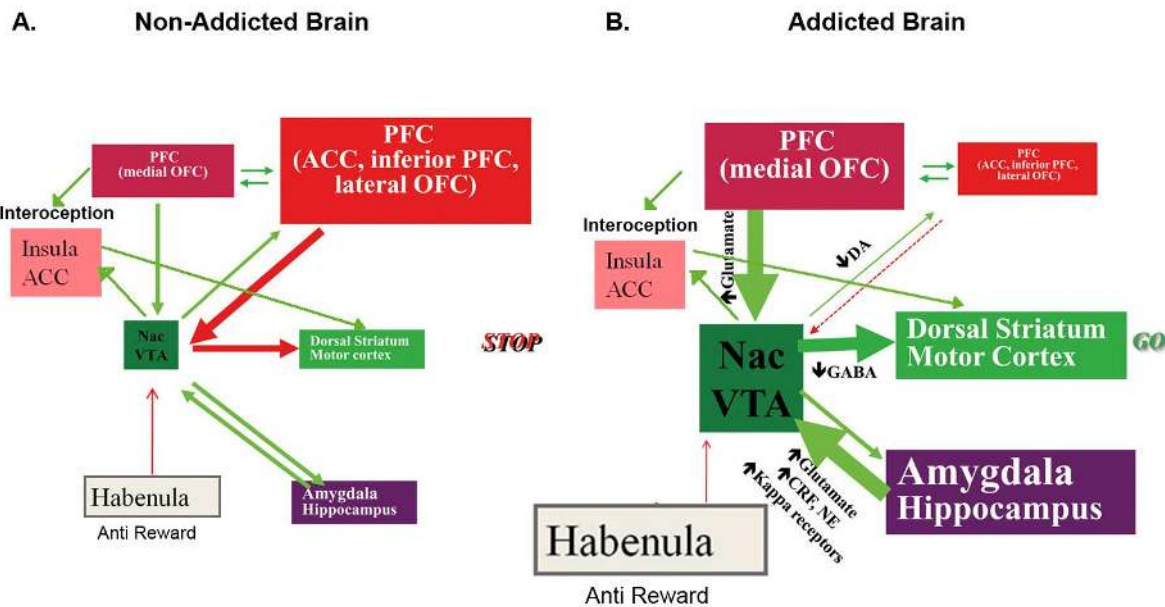 A.
Non-Addicted Brain
PFC
(medial OFC)
PFC
(ACC, inferior PFC,
lateral OFC)
Interoception
Insula
ACC
Nac
VTA
Dorsal Striatum
Motor cortex
STOP
Habenula
Anti Reward
Amygdala
Hippocampus
B.
Addicted Brain
PFC
(medial OFC)
PFC
(ACC, inferior PFC,
lateral OFC)
Interoception
Insula
ACC
🡹Glutamate
🡻DA
Nac
VTA
Dorsal Striatum
Motor Cortex
GO
🡻GABA
Amygdala
Hippocampus
🡹Glutamate
🡹CRF, NE
🡹Kappa receptors
Habenula
Anti Reward